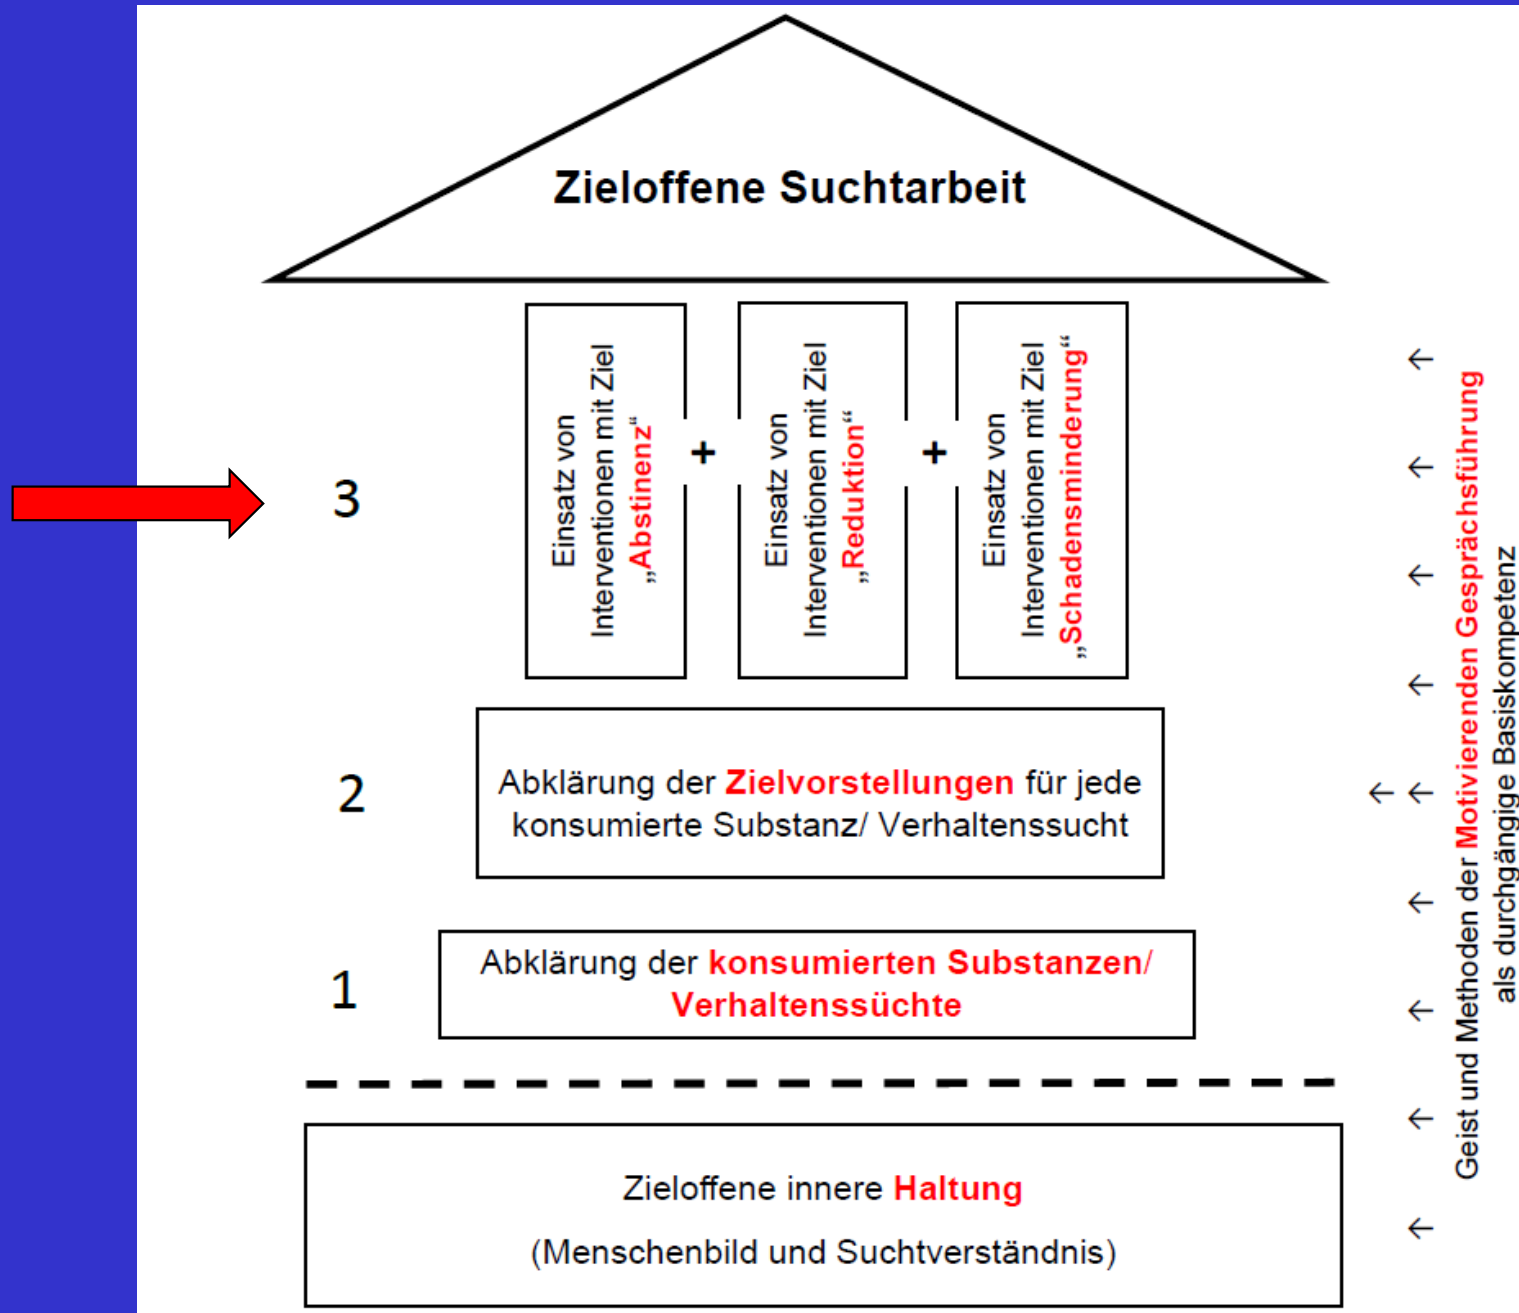 Zieloffene Suchtarbeit
3
Einsatz von
Interventionen mit Ziel
„Abstinenz“
+
Einsatz von
Interventionen mit Ziel
„Reduktion“
+
Einsatz von
Interventionen mit Ziel
„Schadensminderung“
2
Abklärung der Zielvorstellungen für jede
konsumierte Substanz/ Verhaltenssucht
1
Abklärung der konsumierten Substanzen/
Verhaltenssüchte
Zieloffene innere Haltung
(Menschenbild und Suchtverständnis)
Geist und Methoden der Motivierenden Gesprächsführung
als durchgängige Basiskompetenz